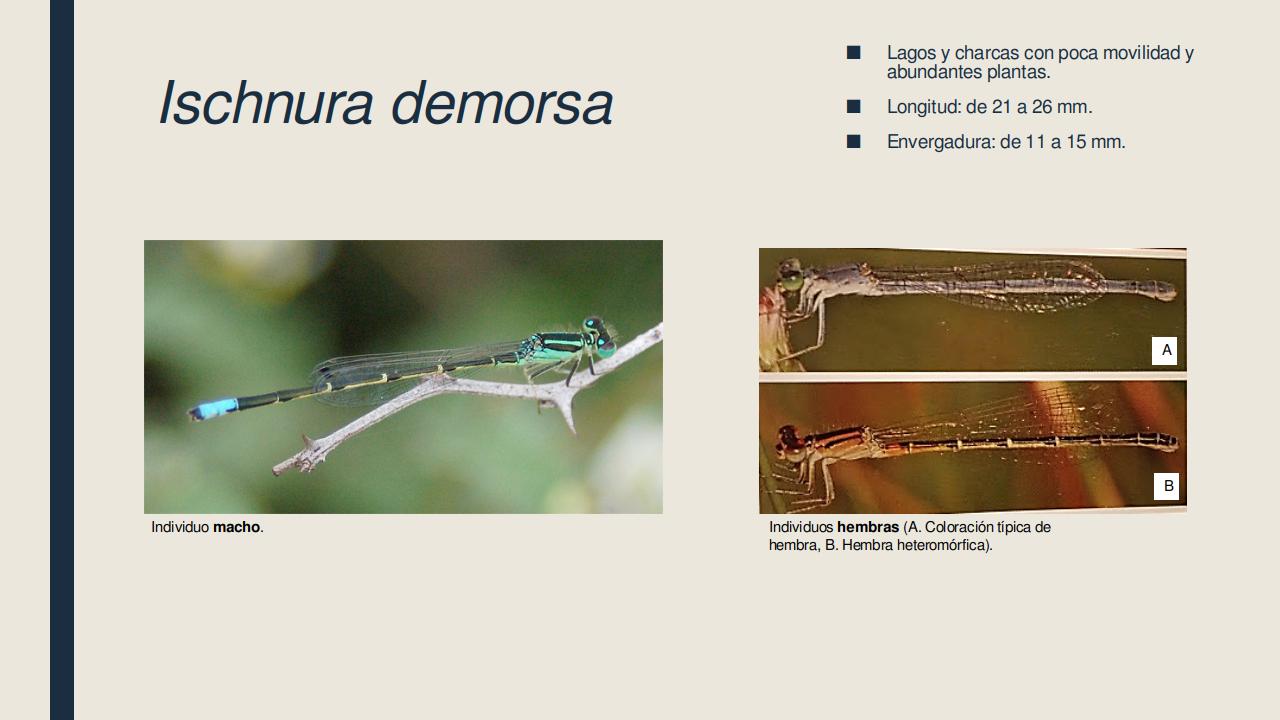 Ischnura demorsa
■ Lagos y charcas con poca movilidad y
abundantes plantas.
■ Longitud: de 21 a 26 mm.
■ Envergadura: de 11 a 15 mm.
A
B
Individuo macho.
Individuos hembras (A. Coloración típica de
hembra, B. Hembra heteromórfica).